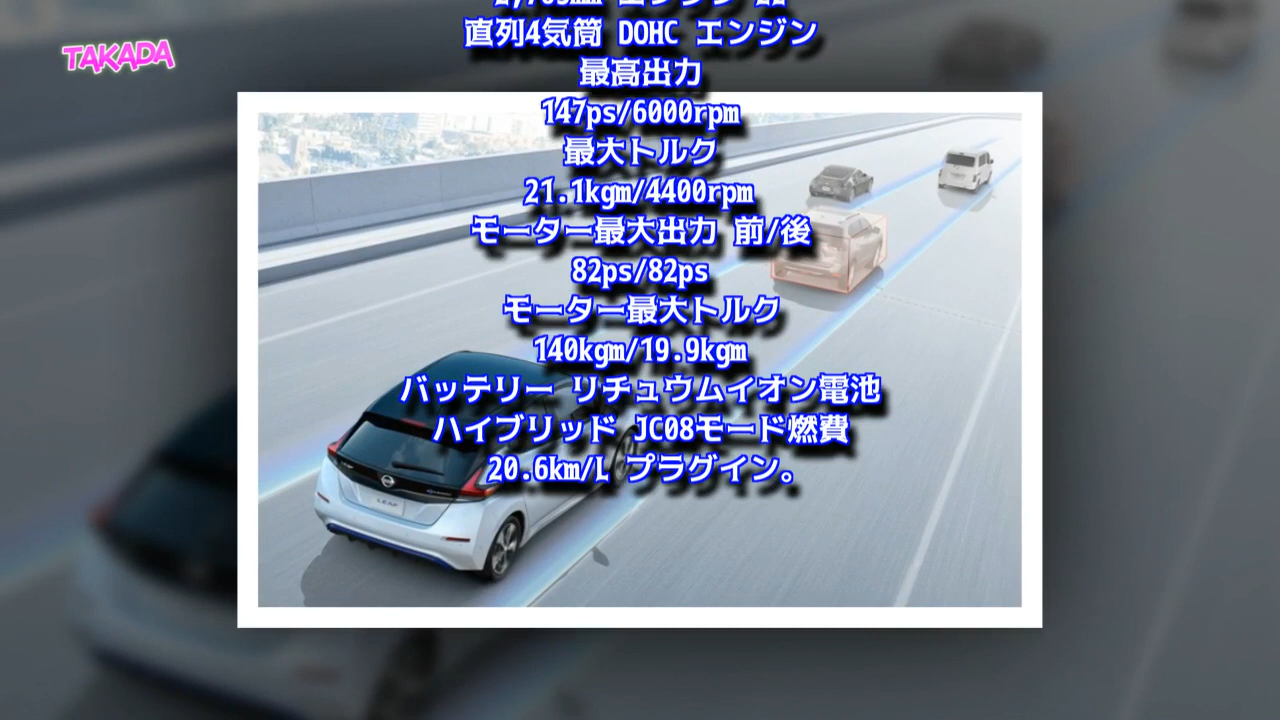 TAKADA
直列4気筒 DOHC エンジン
最高出力
147ps/6000rpm
最大トルク
21.1kgm/4400rpm
モーター最大出力 前/後
82ps/82ps
モーター最大トルク
140kgm/19.9kgm
バッテリー リチュウムイオン電池
ハイブリッド JC08モード燃費
20.6km/L プラグイン。
LEAF